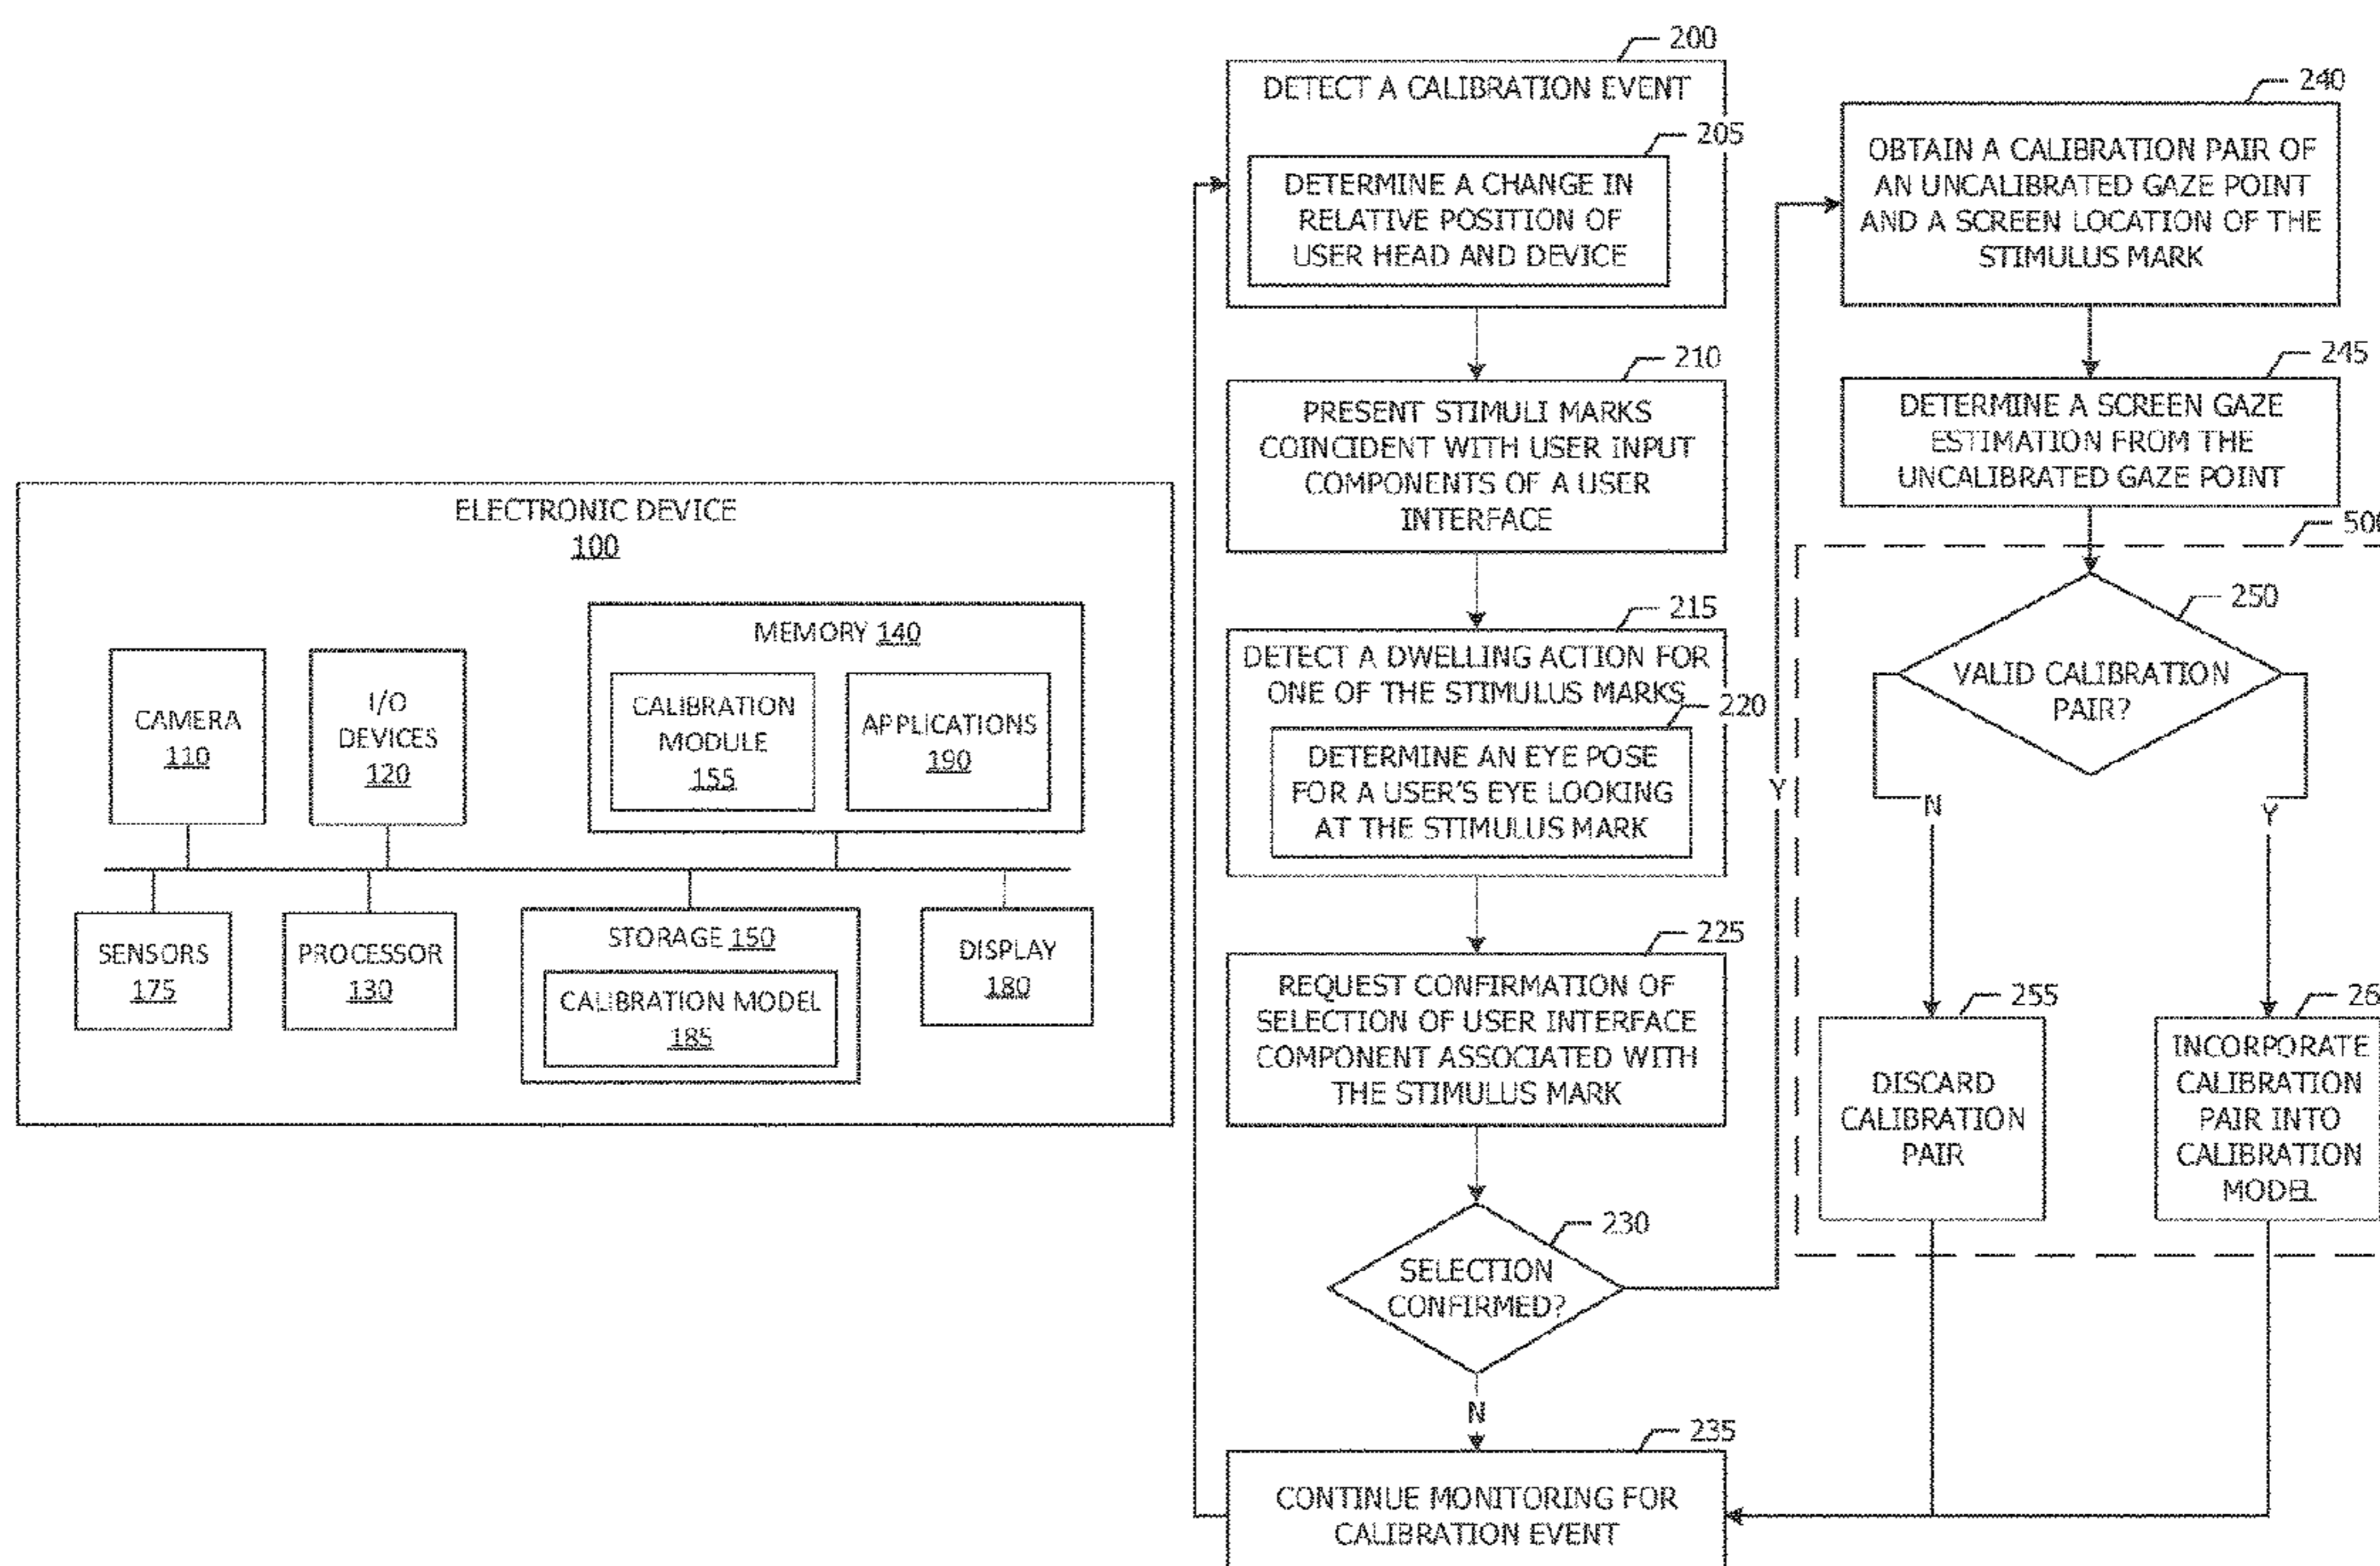 ELECTRONIC DEVICE
100
MEMORY 140
CAMERA
110
I/O
DEVICES
120
CALIBRATION
MODULE
155
APPLICATIONS
190
SENSORS
175
PROCESSOR
130
STORAGE 150
CALIBRATION MODEL
185
DISPLAY
180
200
DETECT A CALIBRATION EVENT
205
DETERMINE A CHANGE IN
RELATIVE POSITION OF
USER HEAD AND DEVICE
210
PRESENT STIMULI MARKS
COINCIDENT WITH USER INPUT
COMPONENTS OF A USER
INTERFACE
215
DETECT A DWELLING ACTION FOR
ONE OF THE STIMULUS MARKS
220
DETERMINE AN EYE POSE
FOR A USER'S EYE LOOKING
AT THE STIMULUS MARK
225
REQUEST CONFIRMATION OF
SELECTION OF USER INTERFACE
COMPONENT ASSOCIATED WITH
THE STIMULUS MARK
230
SELECTION
CONFIRMED?
Y
N
235
CONTINUE MONITORING FOR
CALIBRATION EVENT
240
OBTAIN A CALIBRATION PAIR OF
AN UNCALIBRATED GAZE POINT
AND A SCREEN LOCATION OF THE
STIMULUS MARK
245
DETERMINE A SCREEN GAZE
ESTIMATION FROM THE
UNCALIBRATED GAZE POINT
500
250
VALID CALIBRATION
PAIR?
N
Y
255
DISCARD
CALIBRATION
PAIR
INCORPORATE
CALIBRATION
PAIR INTO
CALIBRATION
MODEL